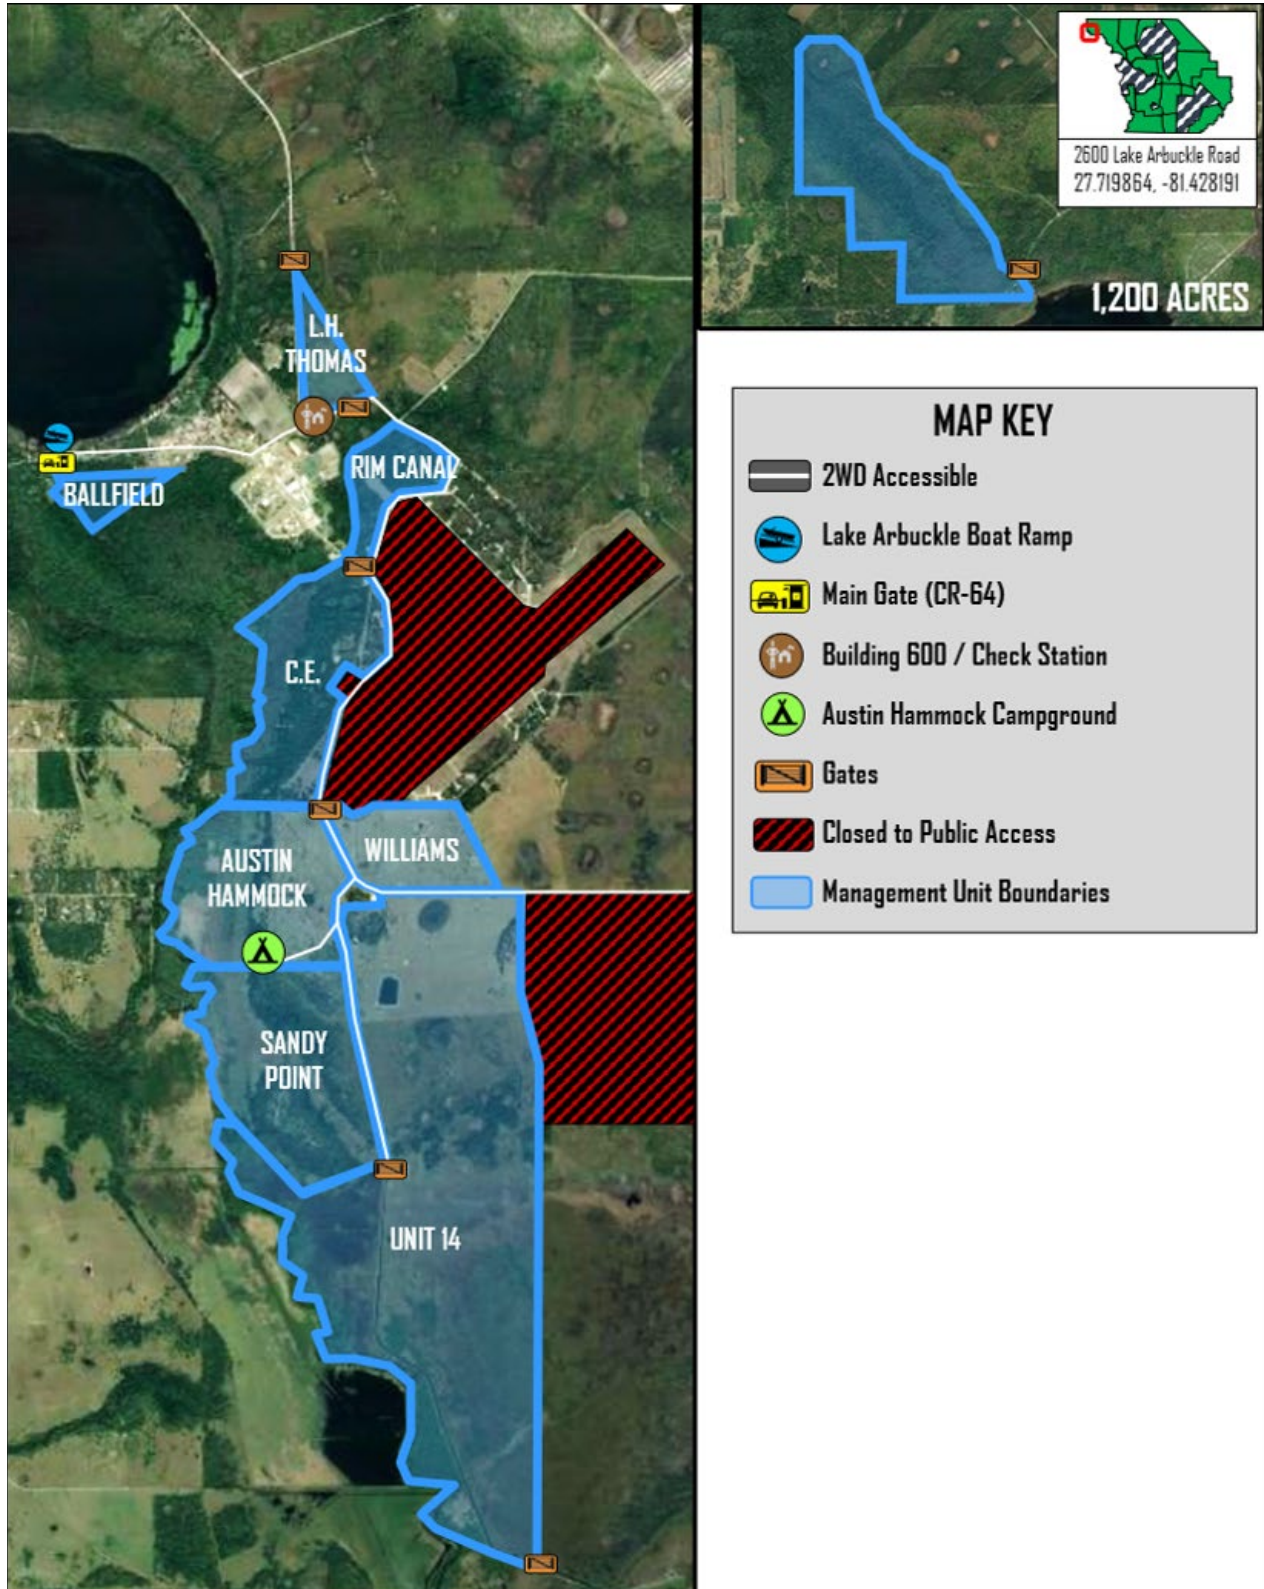 L.H.
THOMAS
RIM CANAL
BALLFIELD
C.E.
AUSTIN
HAMMOCK
WILLIAMS
SANDY
POINT
UNIT 14
2600 Lake Arbuckle Road
27.719864, -81.428191
1,200 ACRES
MAP KEY
2WD Accessible
Lake Arbuckle Boat Ramp
Main Gate (CR-64)
Building 600 / Check Station
Austin Hammock Campground
Gates
Closed to Public Access
Management Unit Boundaries